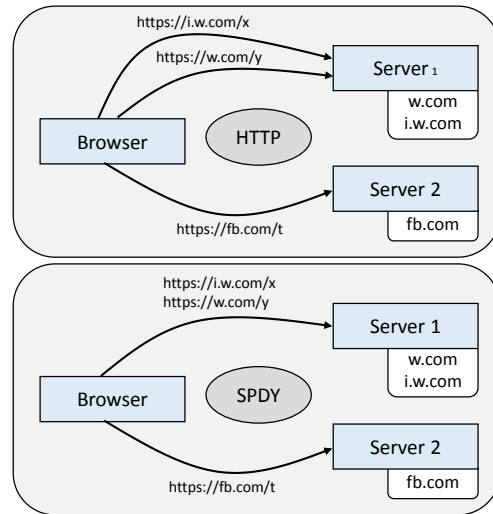 https://i.w.com/x
https://w.com/y
Server 1
w.com
i.w.com
Browser
HTTP
Server 2
https://fb.com/t
fb.com
https://i.w.com/x
https://w.com/y
Server 1
w.com
i.w.com
Browser
SPDY
Server 2
https://fb.com/t
fb.com